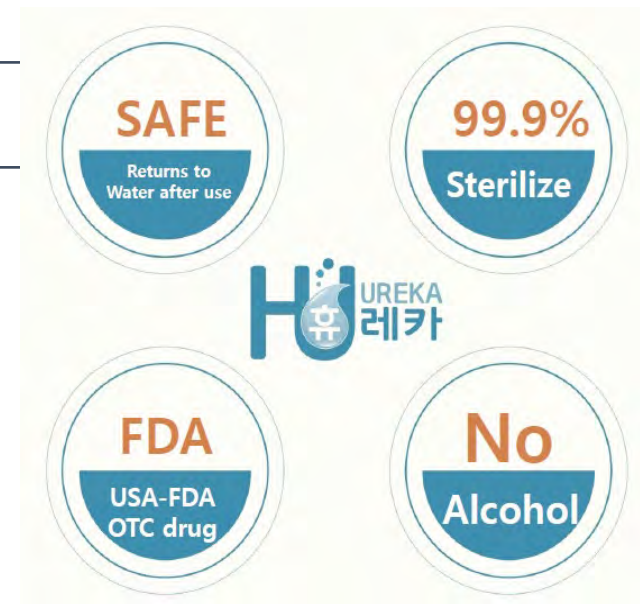 SAFE
Returns to
Water after use
99.9%
Sterilize
HUREKA
휴레카
FDA
USA-FDA
OTC drug
No
Alcohol